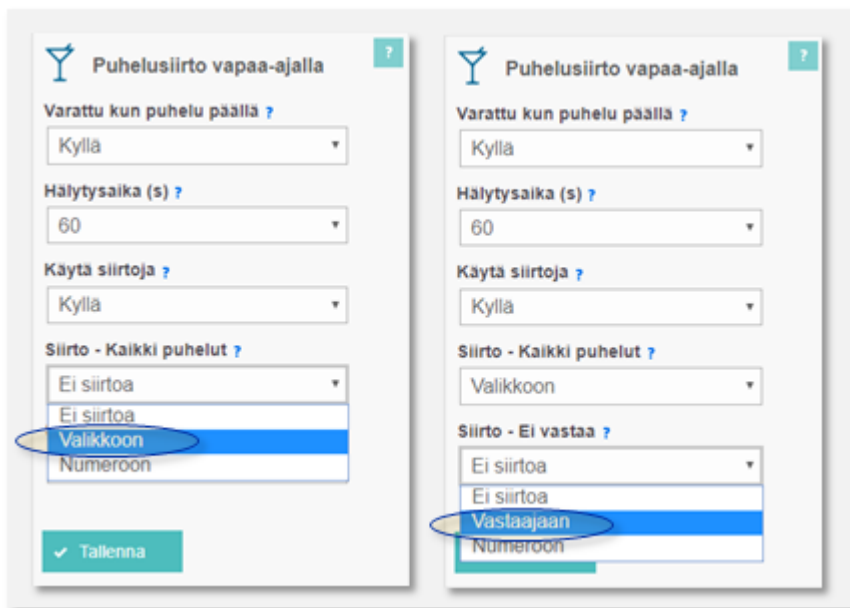 Puhelusiirto vapaa-ajalla ?
Varattu kun puhelu päällä ?
Kyllä
Hälytysaika (s) ?
60
Käytä siirtoja ?
Kyllä
Siirto - Kaikki puhelut ?
Ei siirtoa
Ei siirtoa
Valikkoon
Numeroon
Tallenna
Puhelusiirto vapaa-ajalla ?
Varattu kun puhelu päällä ?
Kyllä
Hälytysaika (s) ?
60
Käytä siirtoja ?
Kyllä
Siirto - Kaikki puhelut ?
Valikkoon
Siirto - Ei vastaa ?
Ei siirtoa
Ei siirtoa
Vastaajaan
Numeroon